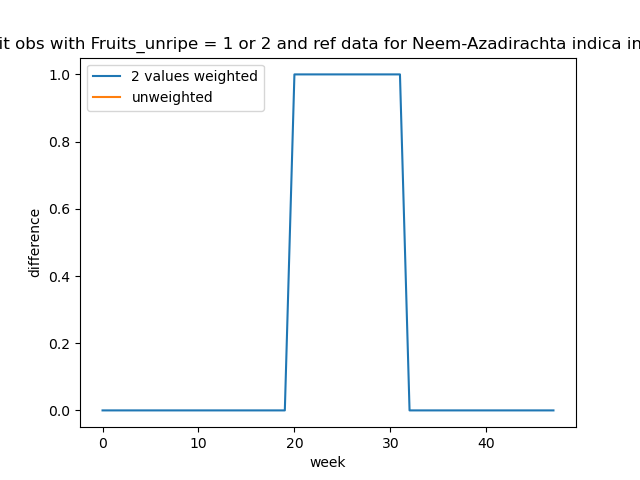 it obs with Fruits_unripe = 1 or 2 and ref data for Neem-Azadirachta indica in
2 values weighted
unweighted
1.0
0.8
0.6
0.4
0.2
0.0
difference
0 10 20 30 40
week